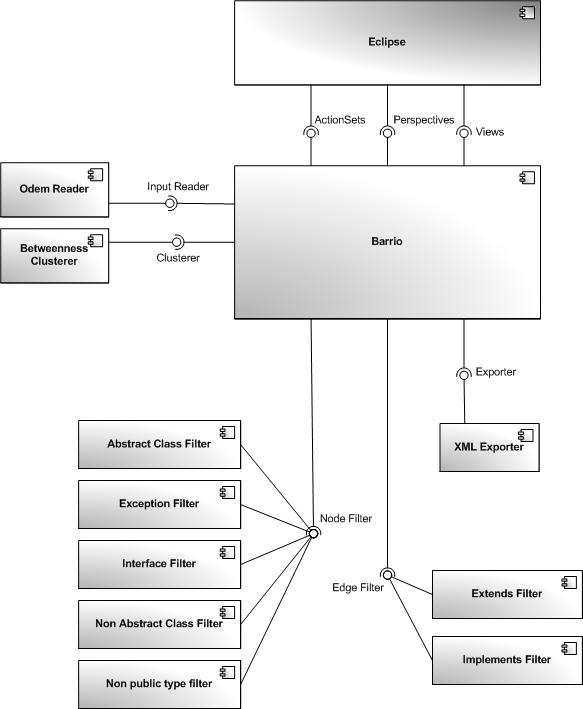 Eclipse
ActionSets
Perspectives
Views
Odem Reader
Input Reader
Betweenness
Clusterer
Clusterer
Barrio
Exporter
XML Exporter
Abstract Class Filter
Exception Filter
Node Filter
Interface Filter
Edge Filter
Extends Filter
Non Abstract Class Filter
Implements Filter
Non public type filter